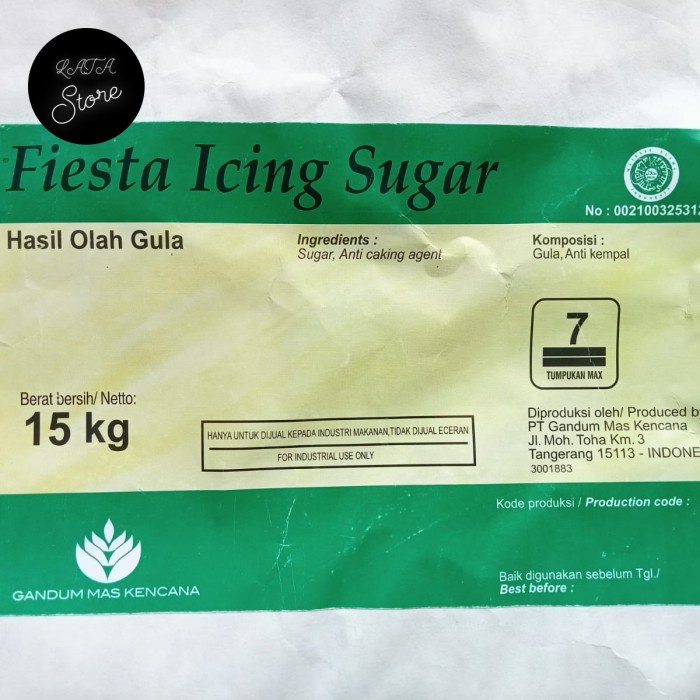 LATA
Store
Fiesta Icing Sugar
No : 00210032531
Hasil Olah Gula
Ingredients :
Sugar, Anti caking agent
Komposisi :
Gula, Anti kempal
7
TUMPUKAN MAX
Berat bersih/ Netto:
15 kg
HANYA UNTUK DIJUAL KEPADA INDUSTRI MAKANAN,TIDAK DIJUAL ECERAN
FOR INDUSTRIAL USE ONLY
Diproduksi oleh/ Produced b
PT Gandum Mas Kencana
Jl. Moh. Toha Km. 3
Tangerang 15113 - INDONE
3001883
Kode produksi / Production code :
GANDUM MAS KENCANA
Baik digunakan sebelum Tgl./
Best before :